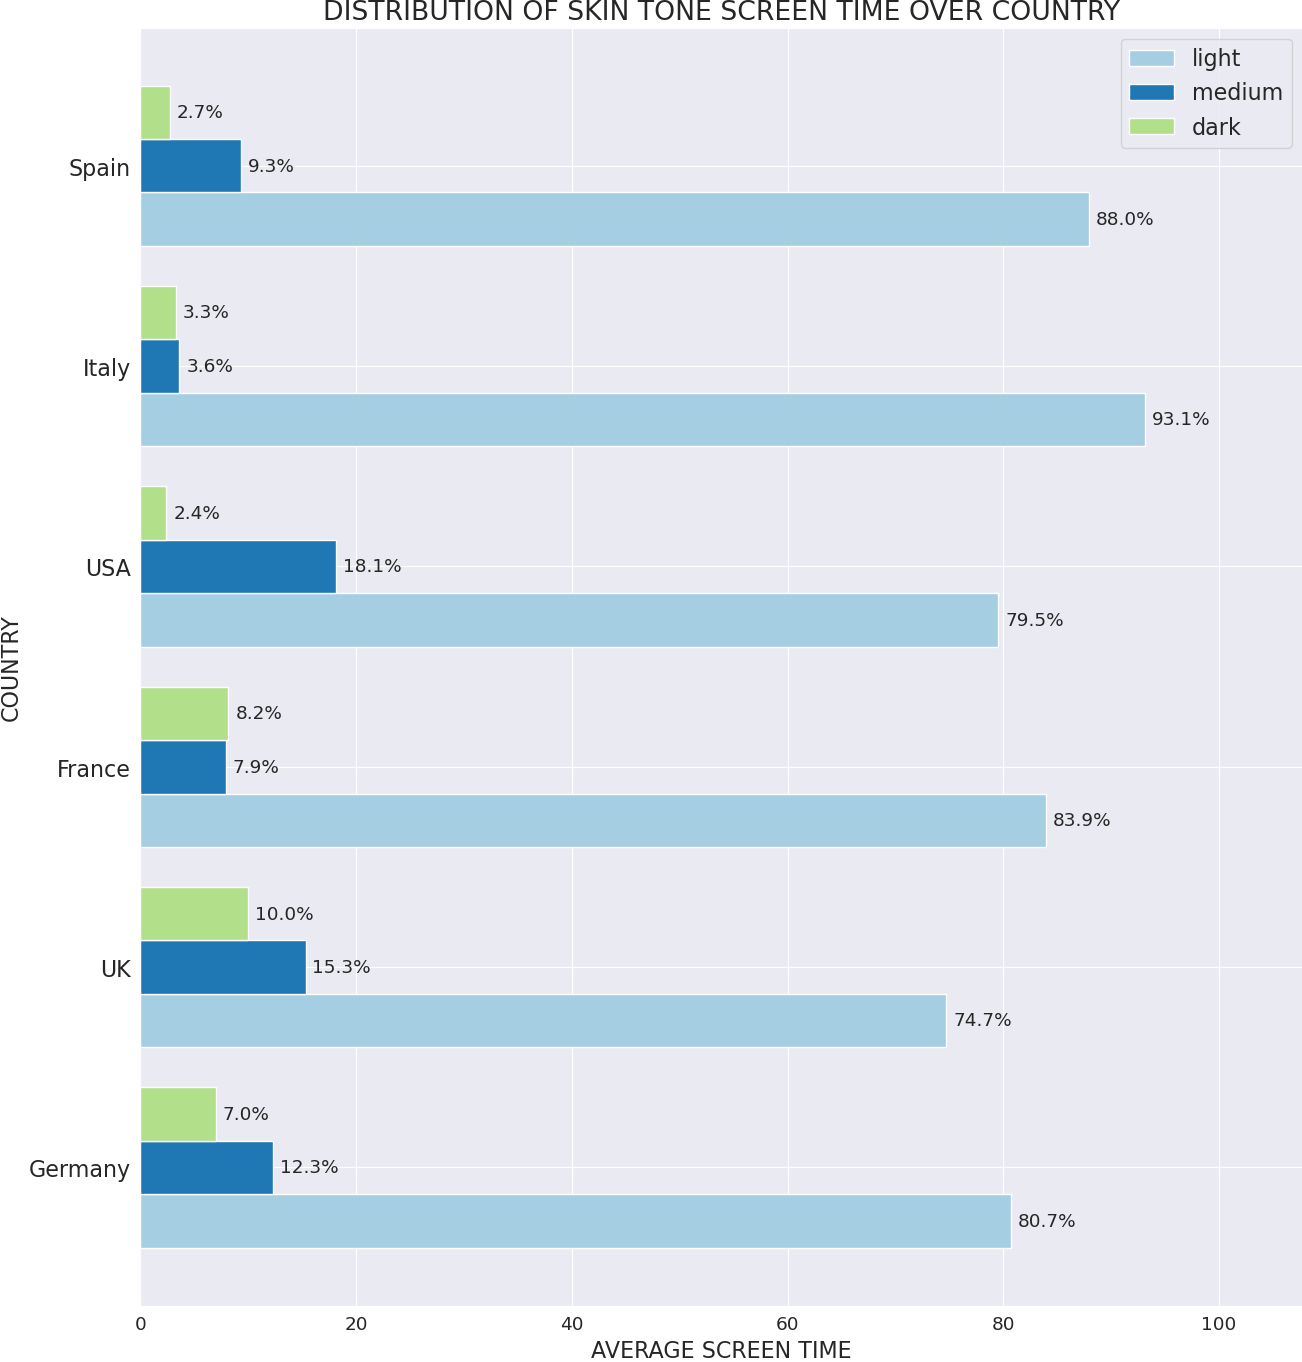 DISTRIBUTION OF SKIN TONE SCREEN TIME OVER COUNTRY
light
medium
dark
2.7%
Spain
9.3%
88.0%
3.3%
Italy
3.6%
93.1%
2.4%
USA
18.1%
79.5%
COUNTRY
8.2%
France
7.9%
83.9%
10.0%
UK
15.3%
74.7%
7.0%
Germany
12.3%
80.7%
0 20 40 60 80 100
AVERAGE SCREEN TIME